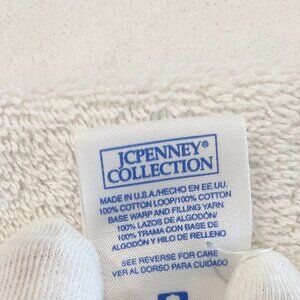 JCPENNEY®
COLLECTION
MADE IN U.S.A./HECHO EN EE.UU.
100% COTTON LOOP/100% COTTON
BASE WARP AND FILLING YARN
100% LAZOS DE ALGODÓN/
100% TRAMA CON BASE DE
ALGODÓN Y HILO DE RELLENO
SEE REVERSE FOR CARE
VER AL DORSO PARA CUIDADO